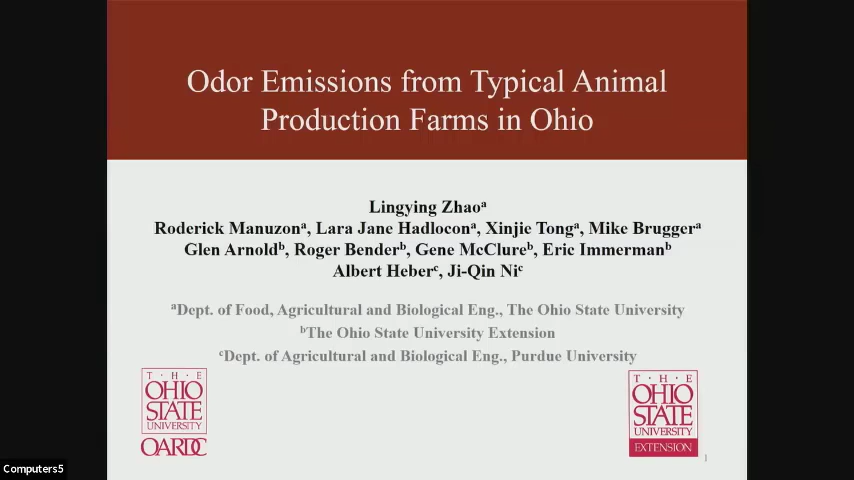 Odor Emissions from Typical Animal
Production Farms in Ohio
Lingying Zhaoᵃ
Roderick Manuzonᵃ, Lara Jane Hadloconᵃ, Xinjie Tongᵃ, Mike Bruggerᵃ
Glen Arnoldᵇ, Roger Benderᵇ, Gene McClureᵇ, Eric Immermanᵇ
Albert Heberᶜ, Ji-Qin Niᶜ
ᵃDept. of Food, Agricultural and Biological Eng., The Ohio State University
ᵇThe Ohio State University Extension
ᶜDept. of Agricultural and Biological Eng., Purdue University
T · H · E
OHIO
STATE
UNIVERSITY
OARDC
T · H · E
OHIO
STATE
UNIVERSITY
EXTENSION
1
Computers5